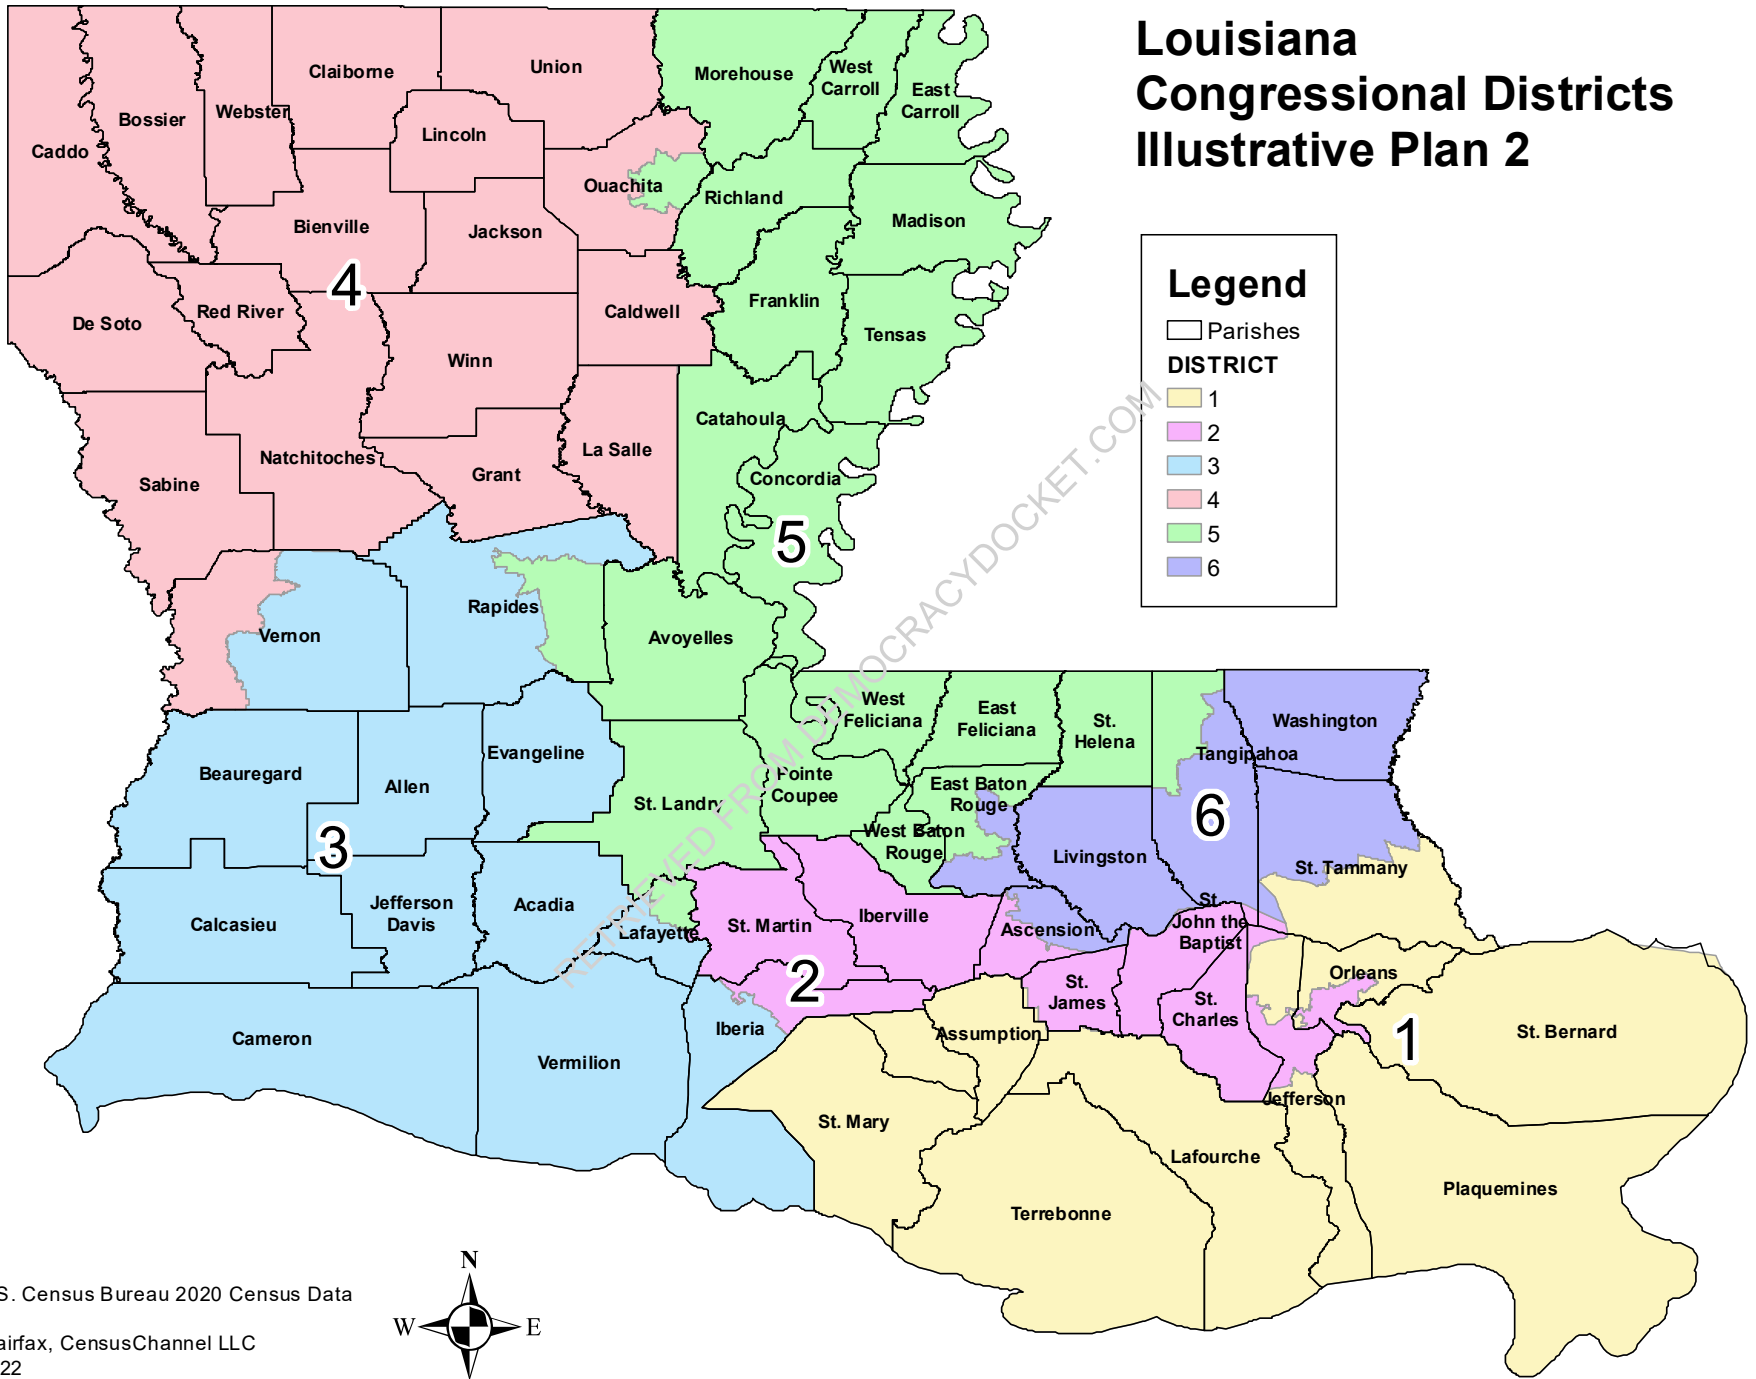 Louisiana
Congressional Districts
Illustrative Plan 2
Legend
Parishes
DISTRICT
1
2
3
4
5
6
Caddo
Bossier
Webster
Claiborne
Union
Lincoln
Morehouse
West
Carroll
East
Carroll
Ouachita
Richland
Madison
Bienville
Jackson
4
De Soto
Red River
Caldwell
Franklin
Tensas
Winn
Catahoula
La Salle
Natchitoches
Grant
Concordia
Sabine
5
Vernon
Rapides
Avoyelles
West
Feliciana
East
Feliciana
St.
Helena
Washington
Tangipahoa
Beauregard
Allen
Evangeline
St. Landry
Pointe
Coupee
East Baton
Rouge
West Baton
Rouge
6
3
Livingston
St. Tammany
Calcasieu
Jefferson
Davis
Acadia
Lafayette
St. Martin
Iberville
Ascension
St.
John the
Baptist
2
St.
James
St.
Charles
Orleans
1
St. Bernard
Cameron
Vermilion
Iberia
Assumption
Jefferson
St. Mary
Lafourche
Terrebonne
Plaquemines
RETRIEVED FROM DEMOCRACYDOCKET.COM
N
W
E
S. Census Bureau 2020 Census Data
airfax, CensusChannel LLC
22